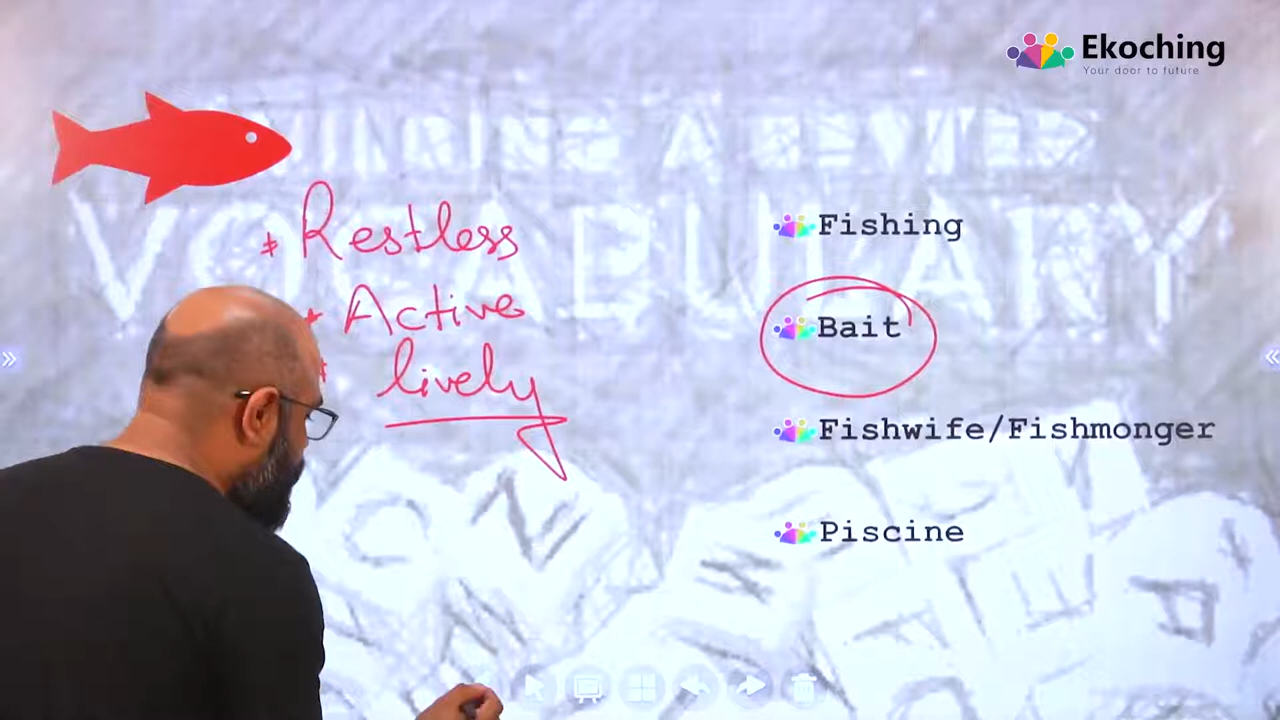 Ekoching
Your door to future
VOCABULARY
* Restless
* Active
* lively
Fishing
Bait
Fishwife/Fishmonger
Piscine